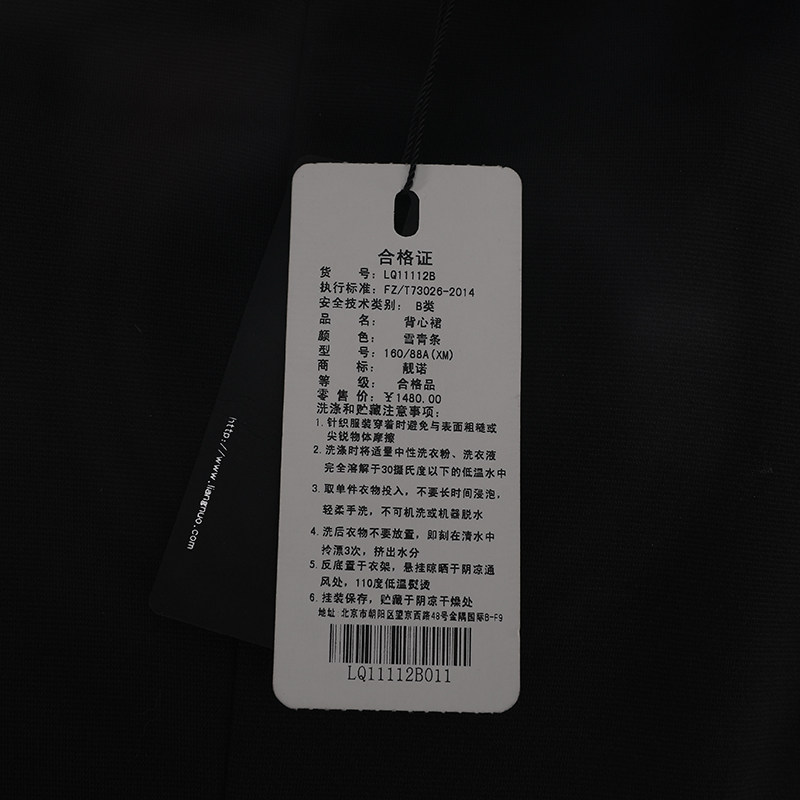 合格证
货 号: LQ11112B
执行标准: FZ/T73026-2014
安全技术类别: B类
品 名: 背心裙
颜 色: 雪青条
型 号: 160/88A(XM)
商 标: 靓诺
等 级: 合格品
零 售 价: ¥1480.00
洗涤和贮藏注意事项:
1. 针织服装穿着时避免与表面粗糙或
尖锐物体摩擦
2. 洗涤时将适量中性洗衣粉、洗衣液
完全溶解于30摄氏度以下的低温水中
3. 取单件衣物投入，不要长时间浸泡，
轻柔手洗，不可机洗或机器脱水
4. 洗后衣物不要放置，即刻在清水中
拎漂3次，挤出水分
5. 反底置于衣架，悬挂晾晒于阴凉通
风处，110度低温熨烫
6. 挂装保存，贮藏于阴凉干燥处
地址 北京市朝阳区望京西路48号金隅国际B-F9
LQ11112B011
http://www.liangnuo.com